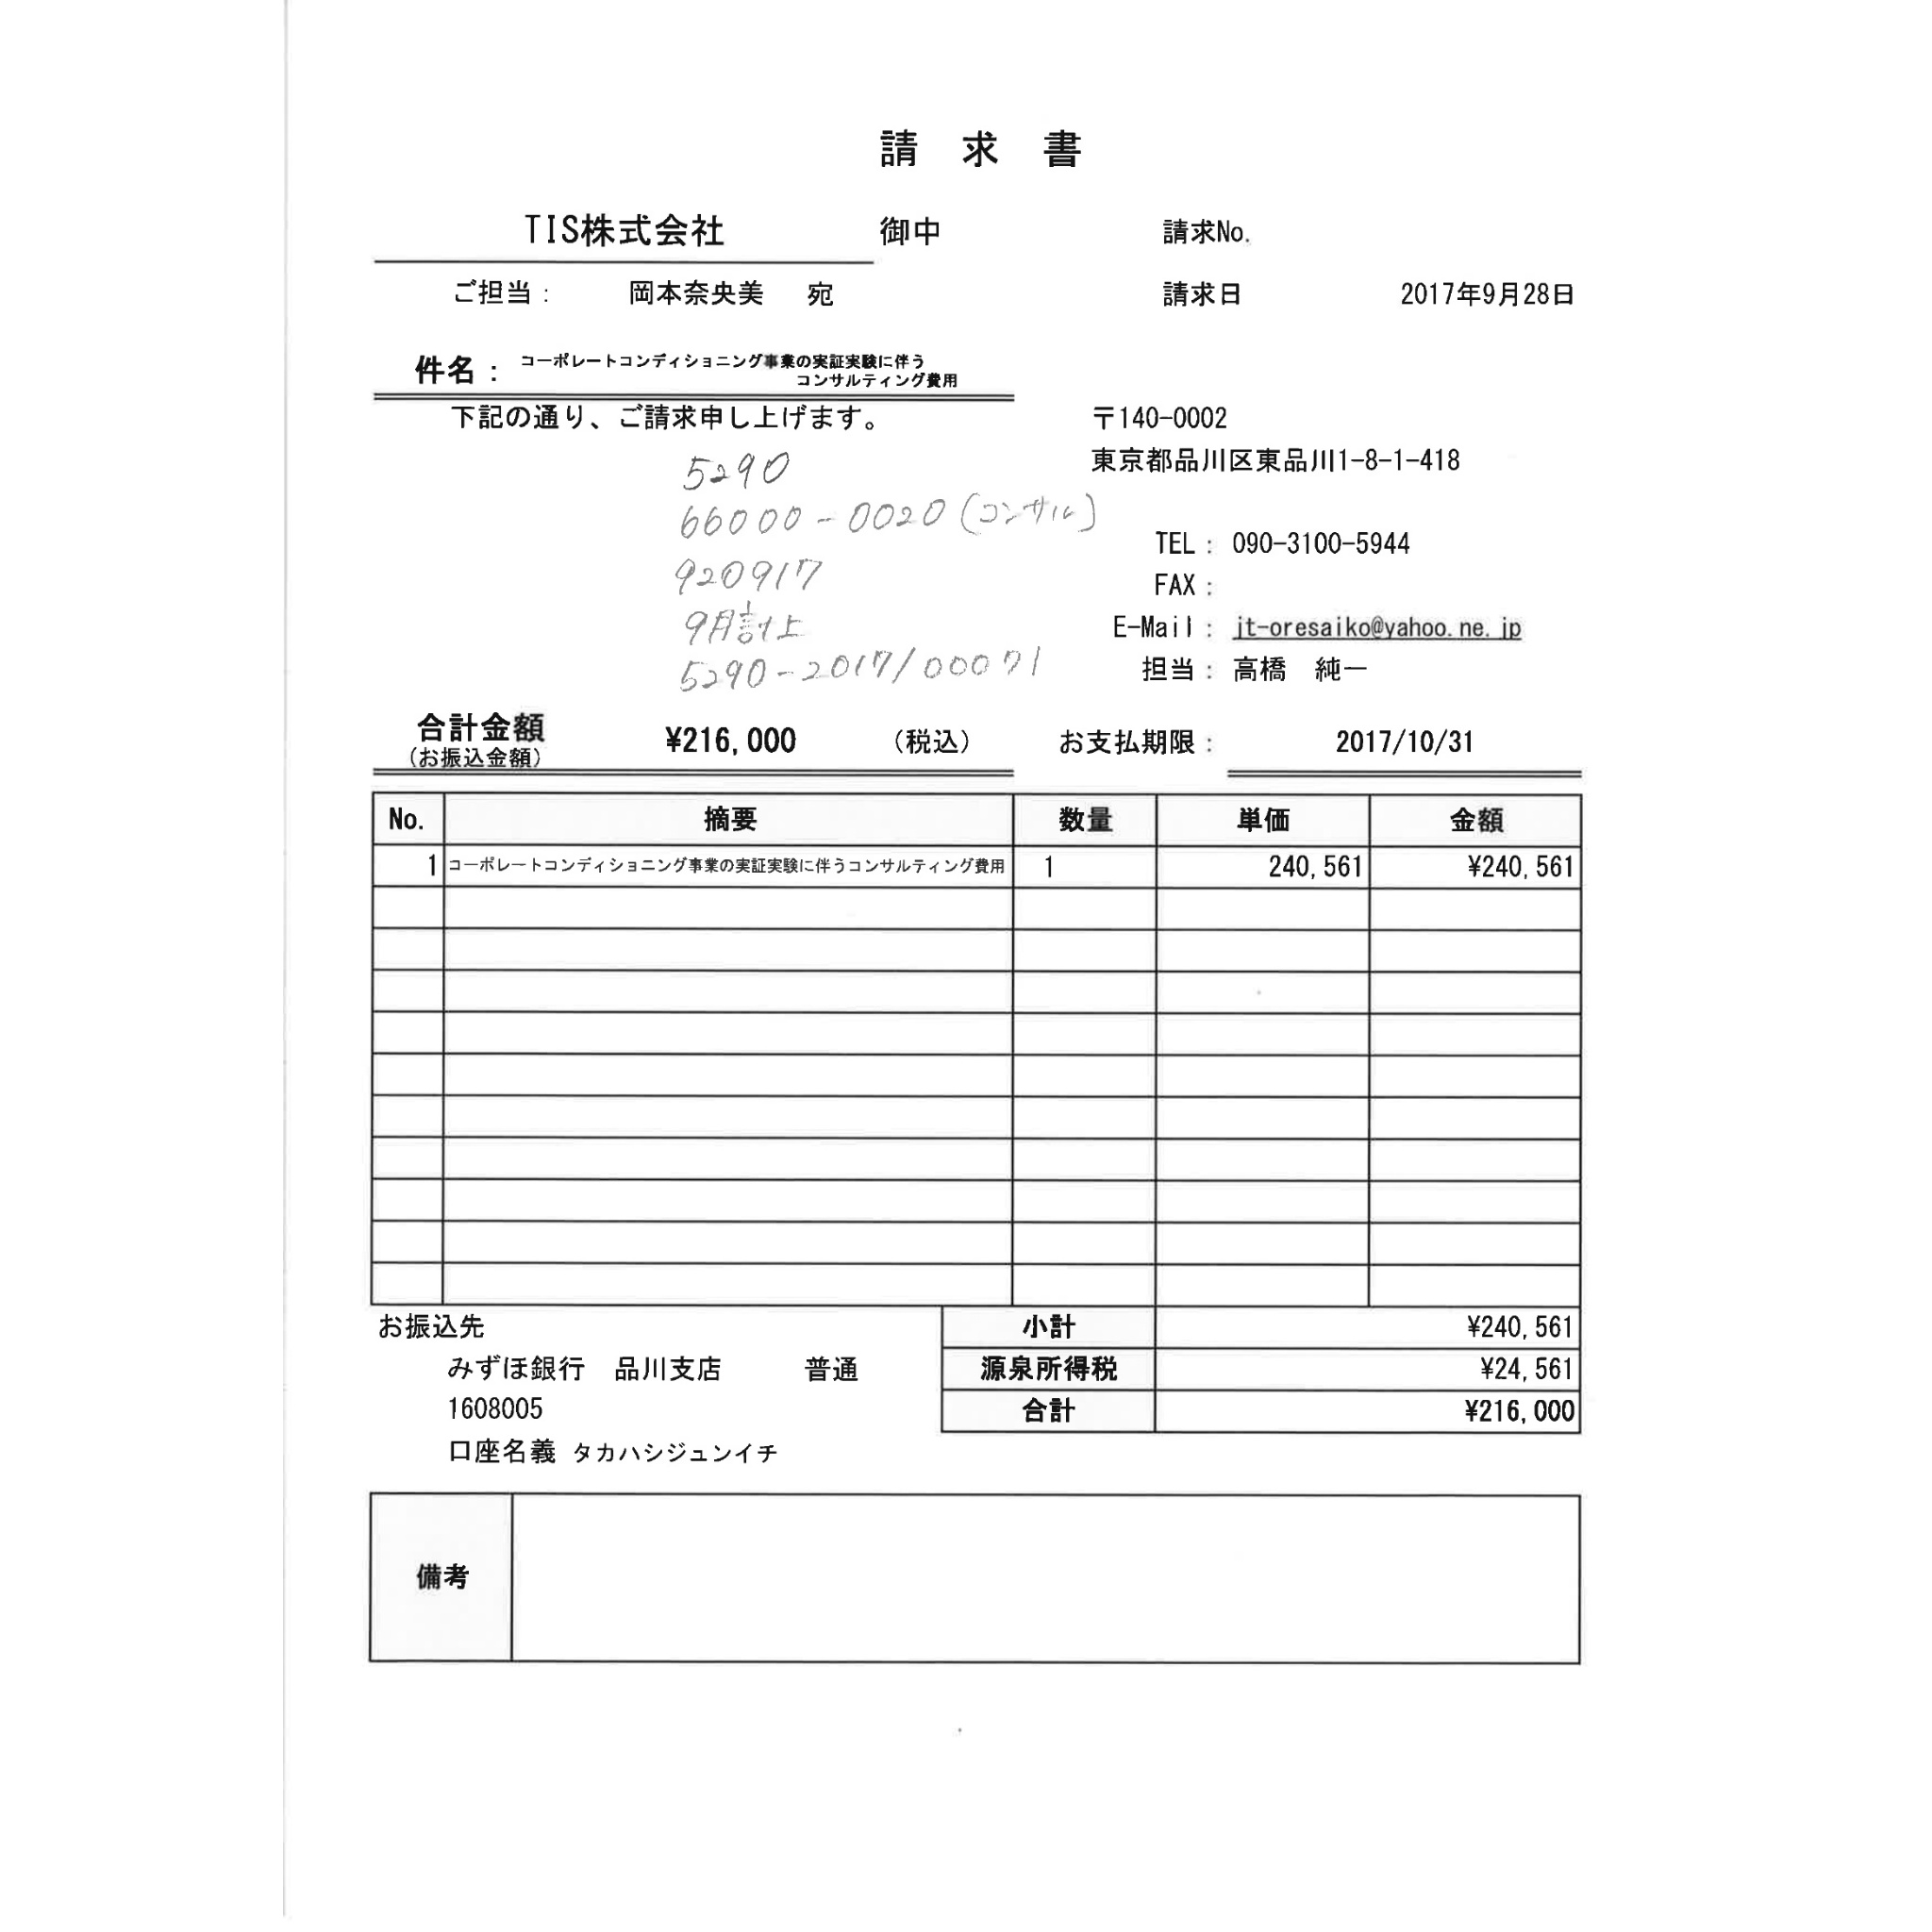 請 求 書
TIS株式会社 御中 請求No.
ご担当： 岡本奈央美 宛 請求日 2017年9月28日
件名： コーポレートコンディショニング事業の実証実験に伴う
コンサルティング費用
下記の通り、ご請求申し上げます。 〒140-0002
東京都品川区東品川1-8-1-418
5290
66000-0020(コンサル)
TEL： 090-3100-5944
920917
FAX：
9月計上
E-Mail： jt-oresaiko@yahoo.ne.jp
5290-2017/00071
担当： 高橋 純一
合計金額 ¥216,000 (税込) お支払期限： 2017/10/31
(お振込金額)
No. 摘要 数量 単価 金額
1 コーポレートコンディショニング事業の実証実験に伴うコンサルティング費用 1 240,561 ¥240,561
お振込先 小計 ¥240,561
みずほ銀行 品川支店 普通 源泉所得税 ¥24,561
1608005 合計 ¥216,000
口座名義 タカハシジュンイチ
備考